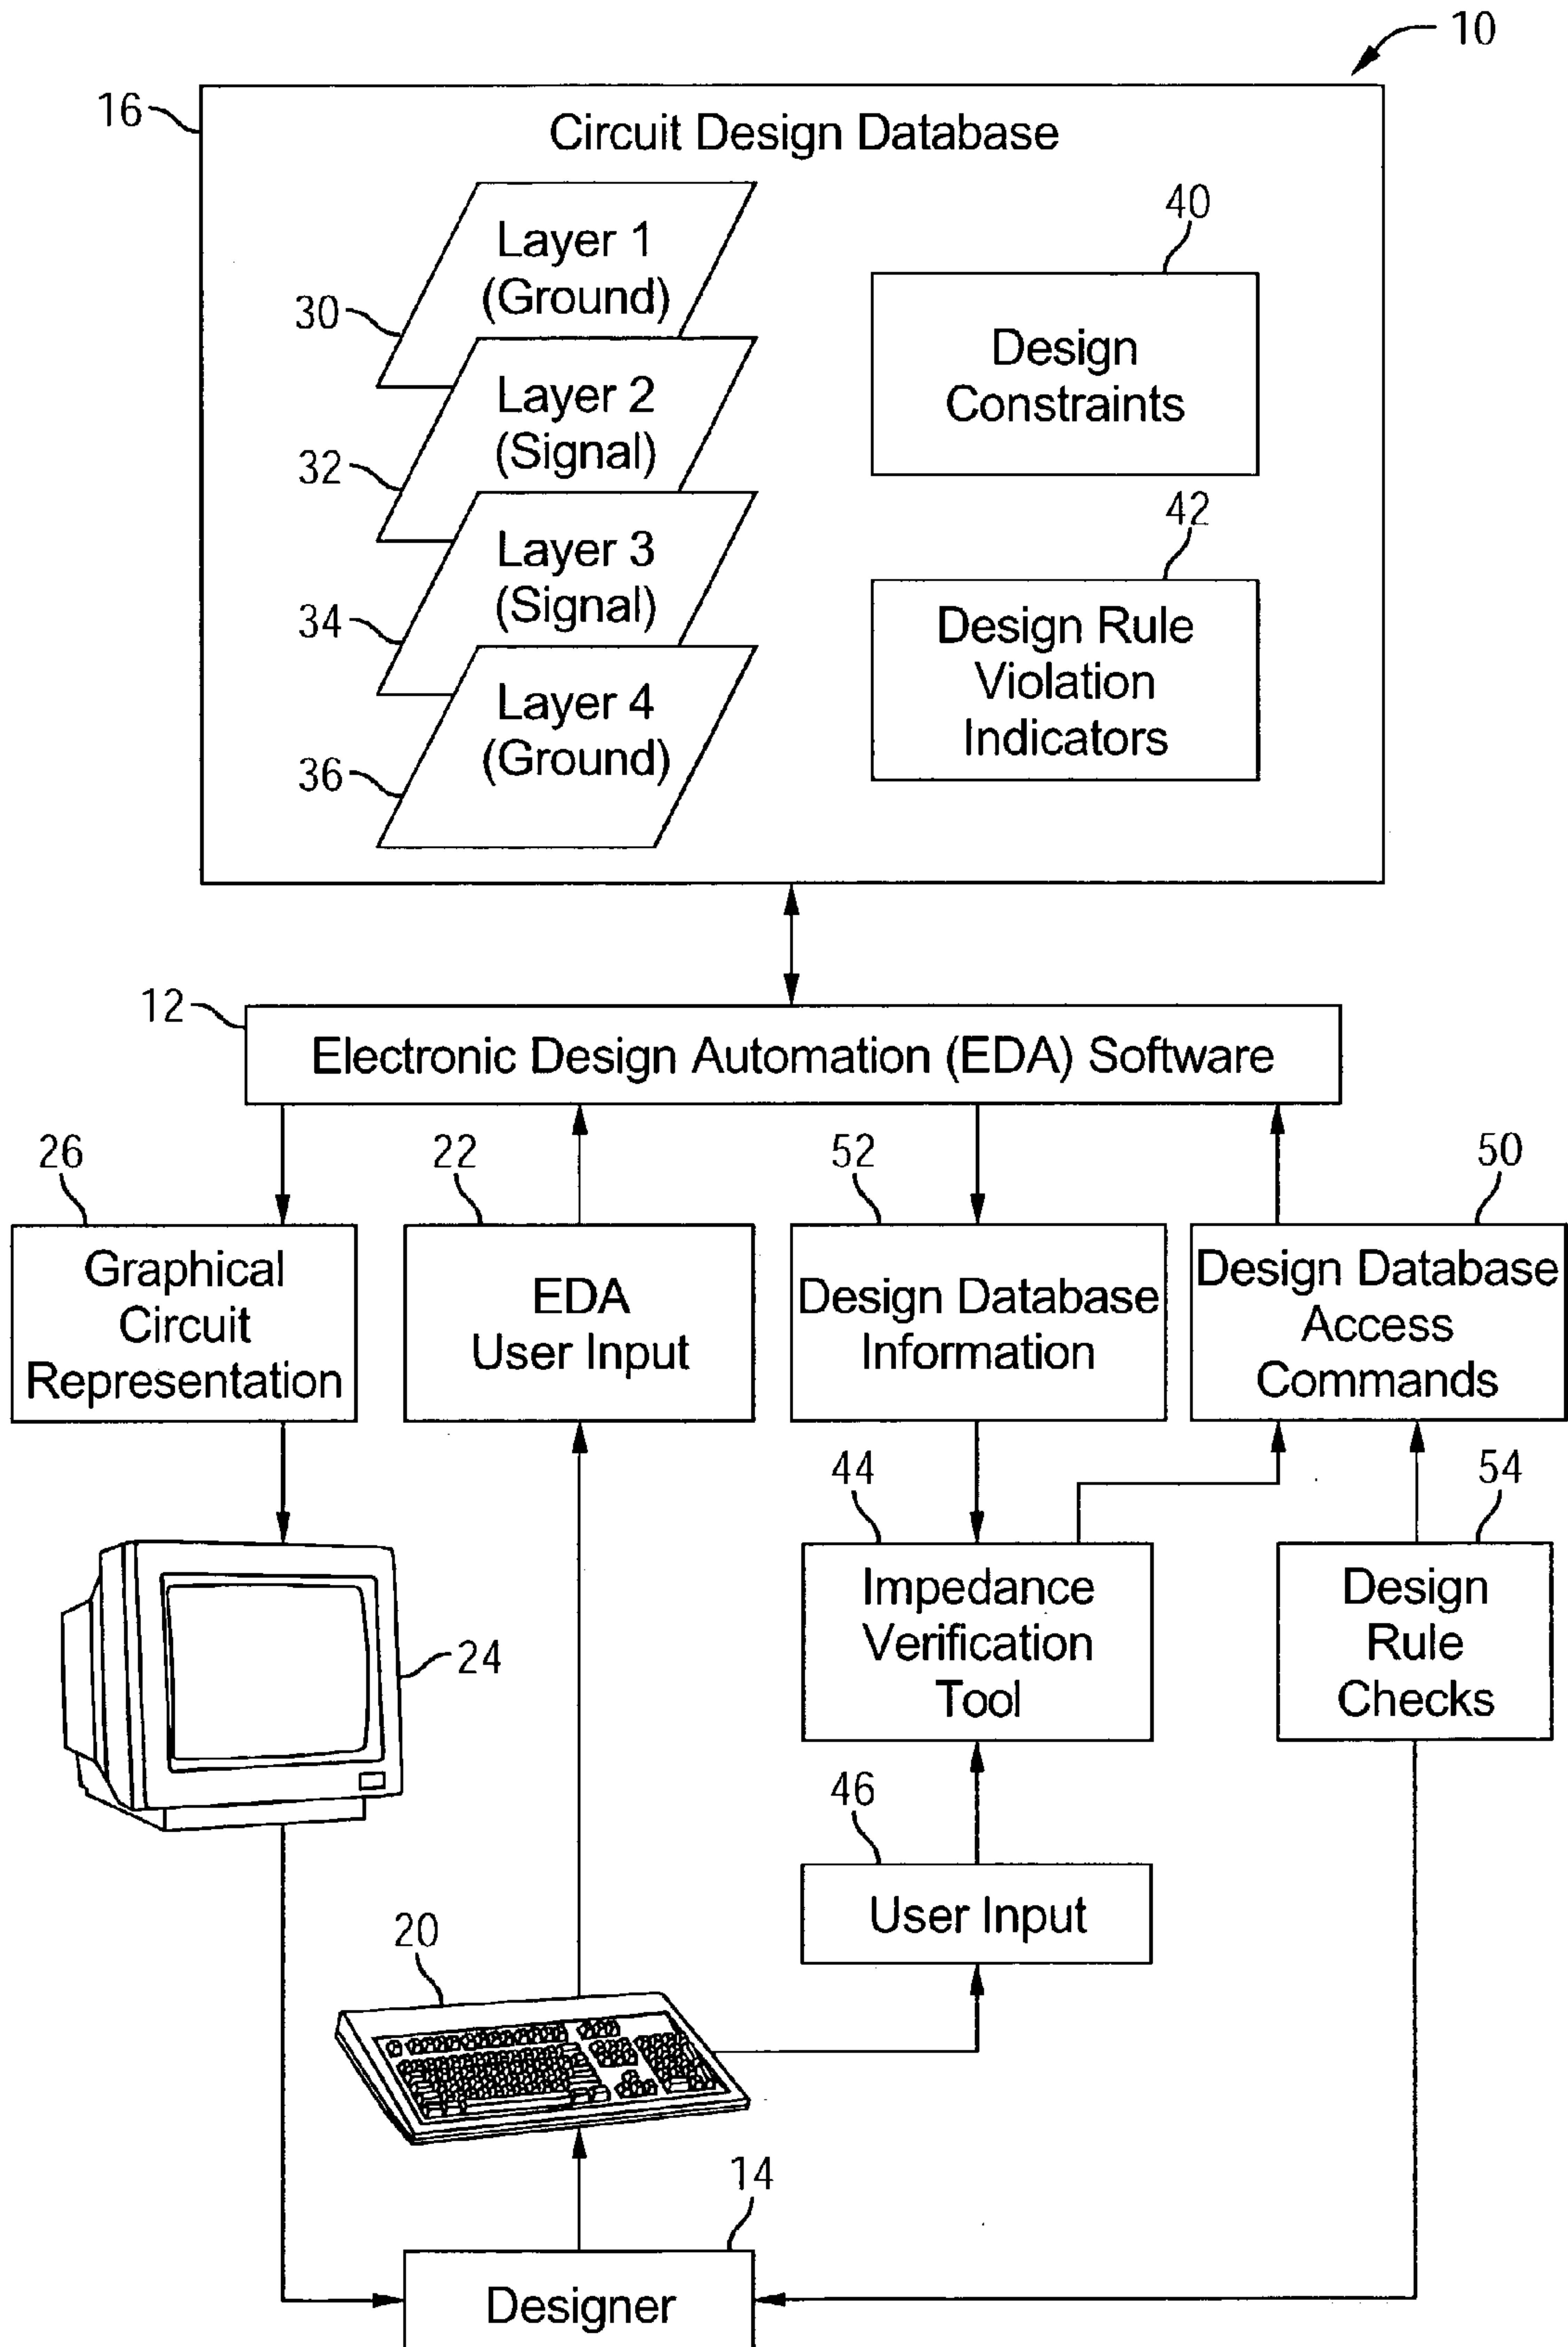 10
16
Circuit Design Database
Layer 1
(Ground)
30
Layer 2
(Signal)
32
Layer 3
(Signal)
34
Layer 4
(Ground)
36
40
Design
Constraints
42
Design Rule
Violation
Indicators
12
Electronic Design Automation (EDA) Software
26
Graphical
Circuit
Representation
22
EDA
User Input
52
Design Database
Information
50
Design Database
Access
Commands
24
44
Impedance
Verification
Tool
54
Design
Rule
Checks
46
User Input
20
14
Designer